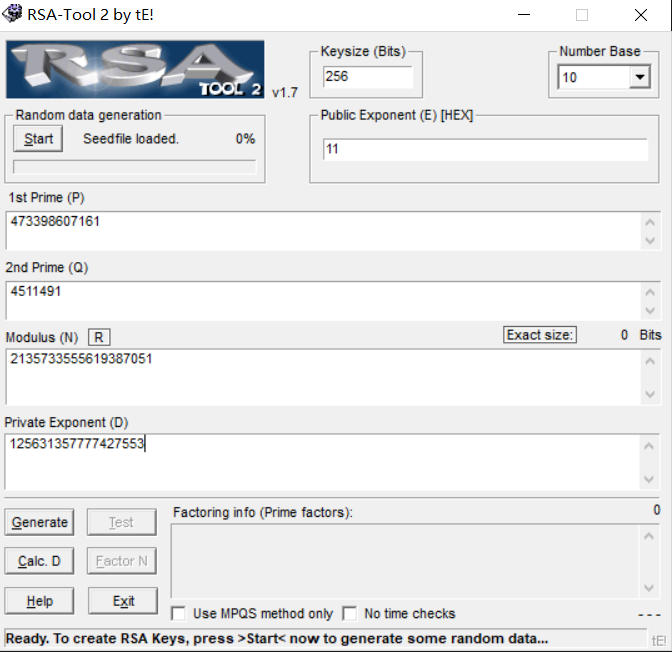 RSA-Tool 2 by tE!
RSA
TOOL 2 v1.7
Keysize (Bits)
256
Number Base
10
Random data generation
Start Seedfile loaded. 0%
Public Exponent (E) [HEX]
11
1st Prime (P)
473398607161
2nd Prime (Q)
4511491
Modulus (N) R Exact size: 0 Bits
2135733555619387051
Private Exponent (D)
125631357777427553
Generate Test
Calc. D Factor N
Help Exit
Factoring info (Prime factors): 0
Use MPQS method only No time checks ---
Ready. To create RSA Keys, press >Start< now to generate some random data... tE!